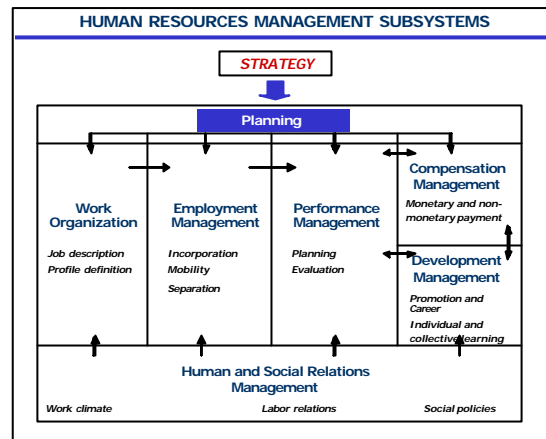 HUMAN RESOURCES MANAGEMENT SUBSYSTEMS
STRATEGY
Planning
Work
Organization
Job description
Profile definition
Employment
Management
Incorporation
Mobility
Separation
Performance
Management
Planning
Evaluation
Compensation
Management
Monetary and non-
monetary payment
Development
Management
Promotion and
Career
Individual and
collective learning
Human and Social Relations
Management
Work climate
Labor relations
Social policies